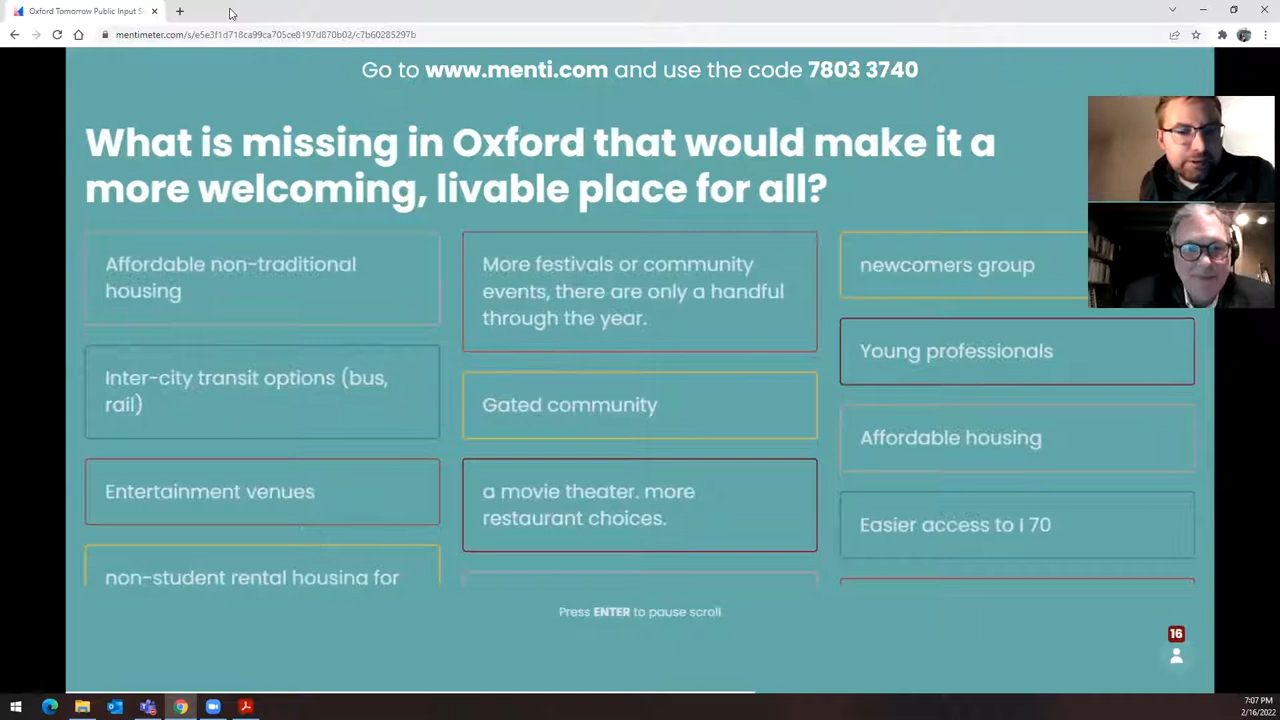 Oxford Tomorrow Public Input S
mentimeter.com/s/e5e3f1d718ca99ca705ce8197d870b02/c7b60285297b
Go to www.menti.com and use the code 7803 3740
What is missing in Oxford that would make it a
more welcoming, livable place for all?
Affordable non-traditional
housing
Inter-city transit options (bus,
rail)
Entertainment venues
non-student rental housing for
More festivals or community
events, there are only a handful
through the year.
Gated community
a movie theater. more
restaurant choices.
newcomers group
Young professionals
Affordable housing
Easier access to I 70
Press ENTER to pause scroll
16
7:07 PM
2/16/2022